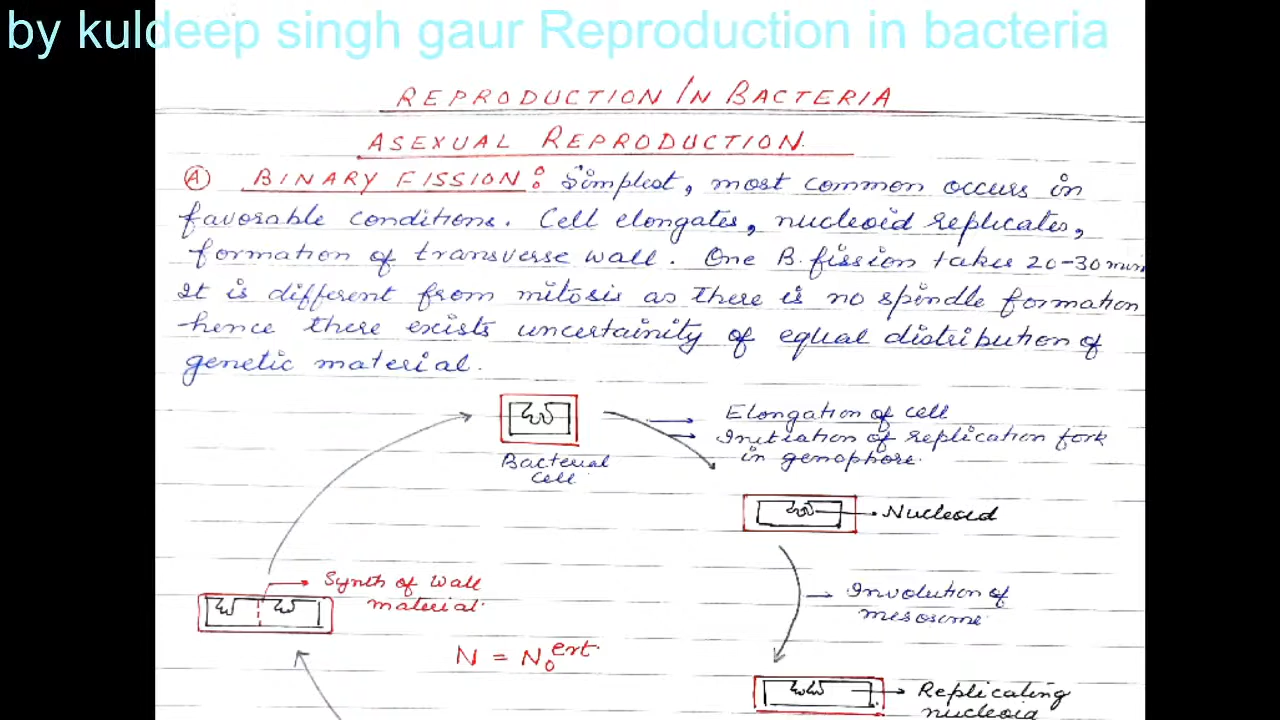 by kuldeep singh gaur Reproduction in bacteria
REPRODUCTION IN BACTERIA
ASEXUAL REPRODUCTION.
A BINARY FISSION: Simplest, most common occurs in
favorable conditions. Cell elongates, nucleoid replicates,
formation of transverse wall. One B. fission takes 20-30 min
It is different from mitosis as there is no spindle formation
hence there exists uncertainity of equal distribution of
genetic material.
Elongation of cell
Initiation of replication fork
in genophore.
Bacterial
cell
Nucleoid
Synth of wall
material.
Involution of
mesosome
N = N₀ert.
Replicating
nucleoid